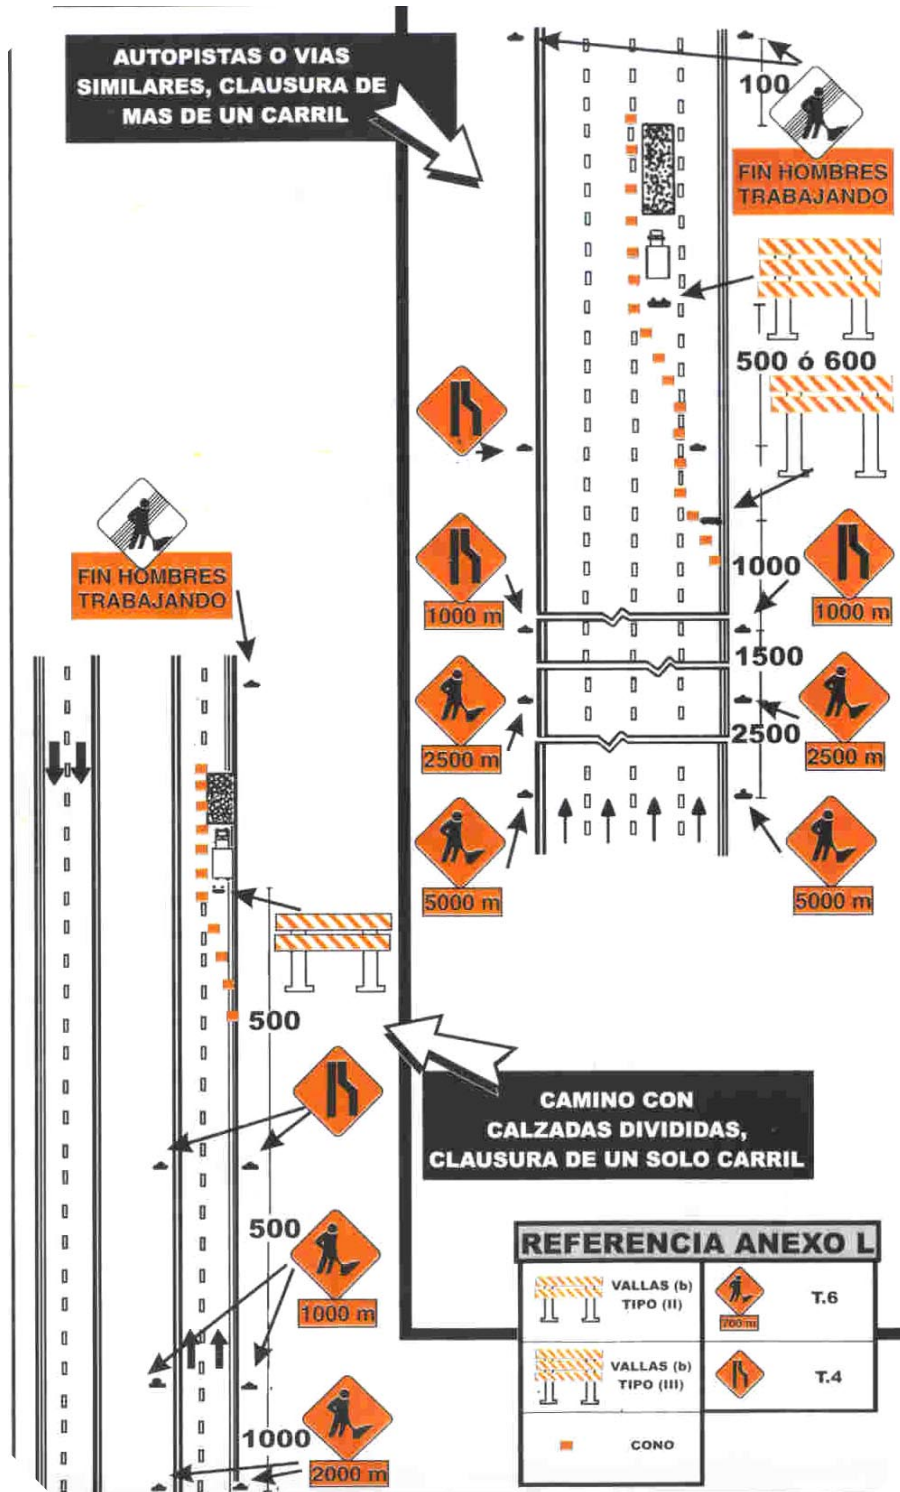 AUTOPISTAS O VIAS
SIMILARES, CLAUSURA DE
MAS DE UN CARRIL
100
FIN HOMBRES
TRABAJANDO
500 ó 600
1000
1000 m
1000 m
1500
2500 m
2500 m
2500
5000 m
5000 m
FIN HOMBRES
TRABAJANDO
500
500
1000 m
1000
2000 m
CAMINO CON
CALZADAS DIVIDIDAS,
CLAUSURA DE UN SOLO CARRIL
REFERENCIA ANEXO L
VALLAS (b)
TIPO (II)
700 m
T.6
VALLAS (b)
TIPO (III)
T.4
CONO